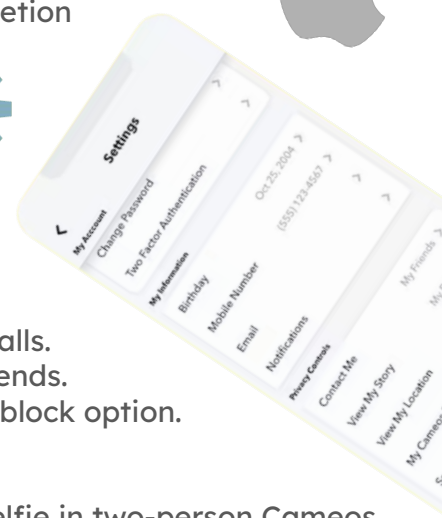 etion
Settings
My Acccount
Change Password
Two Factor Authentication
My Information
Birthday Oct 25, 2004
Mobile Number (555) 123-4567
Email
Notifications
Privacy Controls
Contact Me My Friends
View My Story My
View My Location
My Cameos
alls.
ends.
block option.
elfie in two-person Cameos